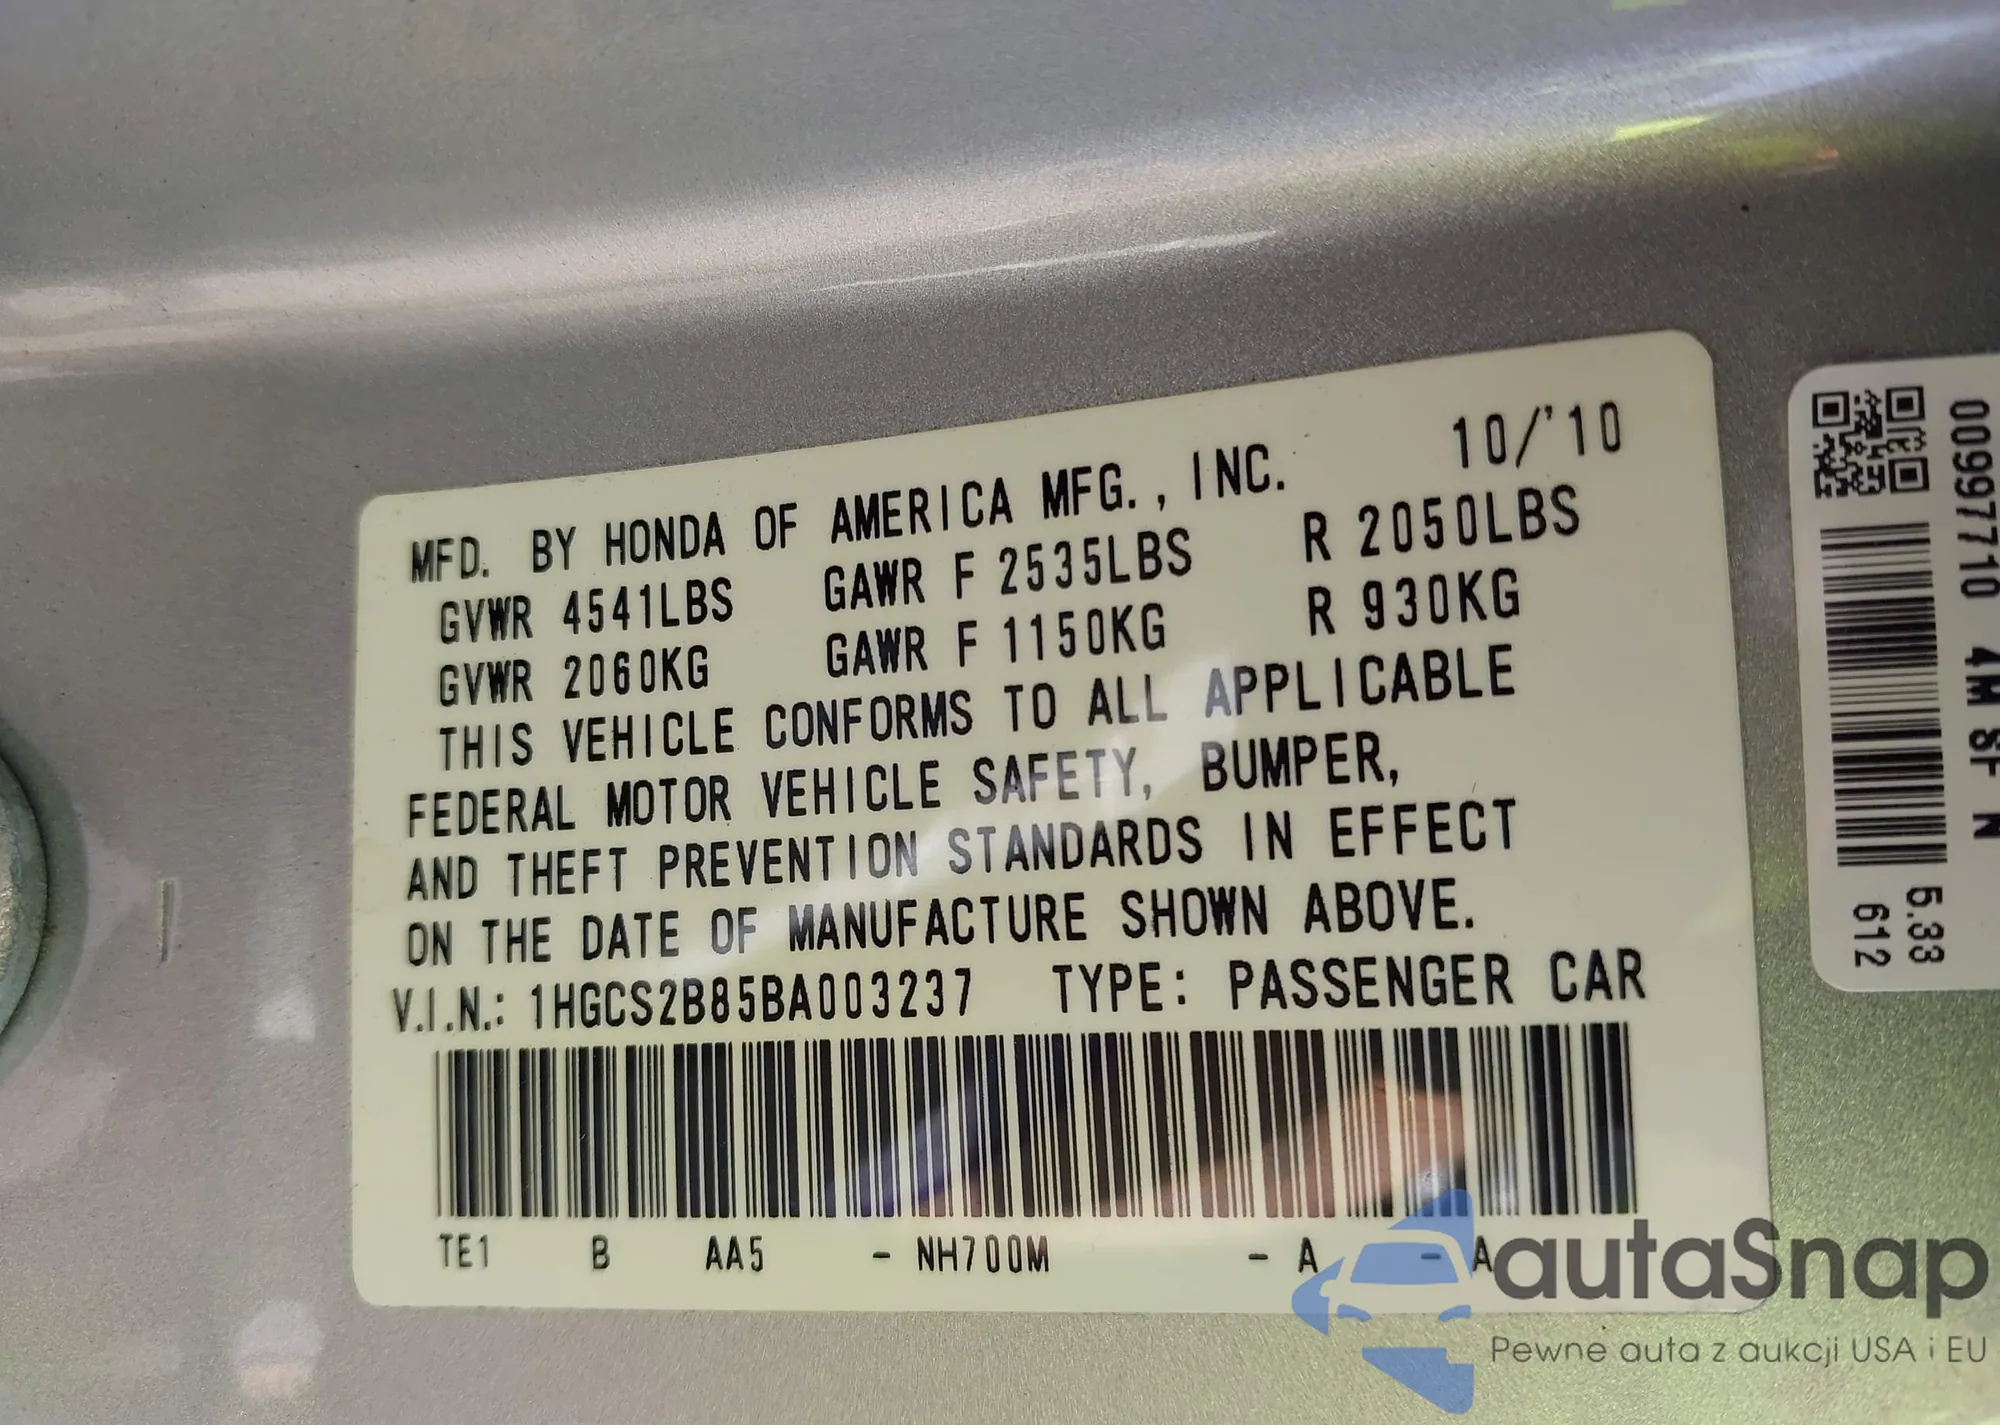 MFD. BY HONDA OF AMERICA MFG., INC. 10/'10
GVWR 4541LBS GAWR F 2535LBS R 2050LBS
GVWR 2060KG GAWR F 1150KG R 930KG
THIS VEHICLE CONFORMS TO ALL APPLICABLE
FEDERAL MOTOR VEHICLE SAFETY, BUMPER,
AND THEFT PREVENTION STANDARDS IN EFFECT
ON THE DATE OF MANUFACTURE SHOWN ABOVE.
V.I.N.: 1HGCS2B85BA003237 TYPE: PASSENGER CAR
TE1 B AA5 - NH700M - A - A
00997710 4M SF N
5.33
612
autaSnap
Pewne auta z aukcji USA i EU